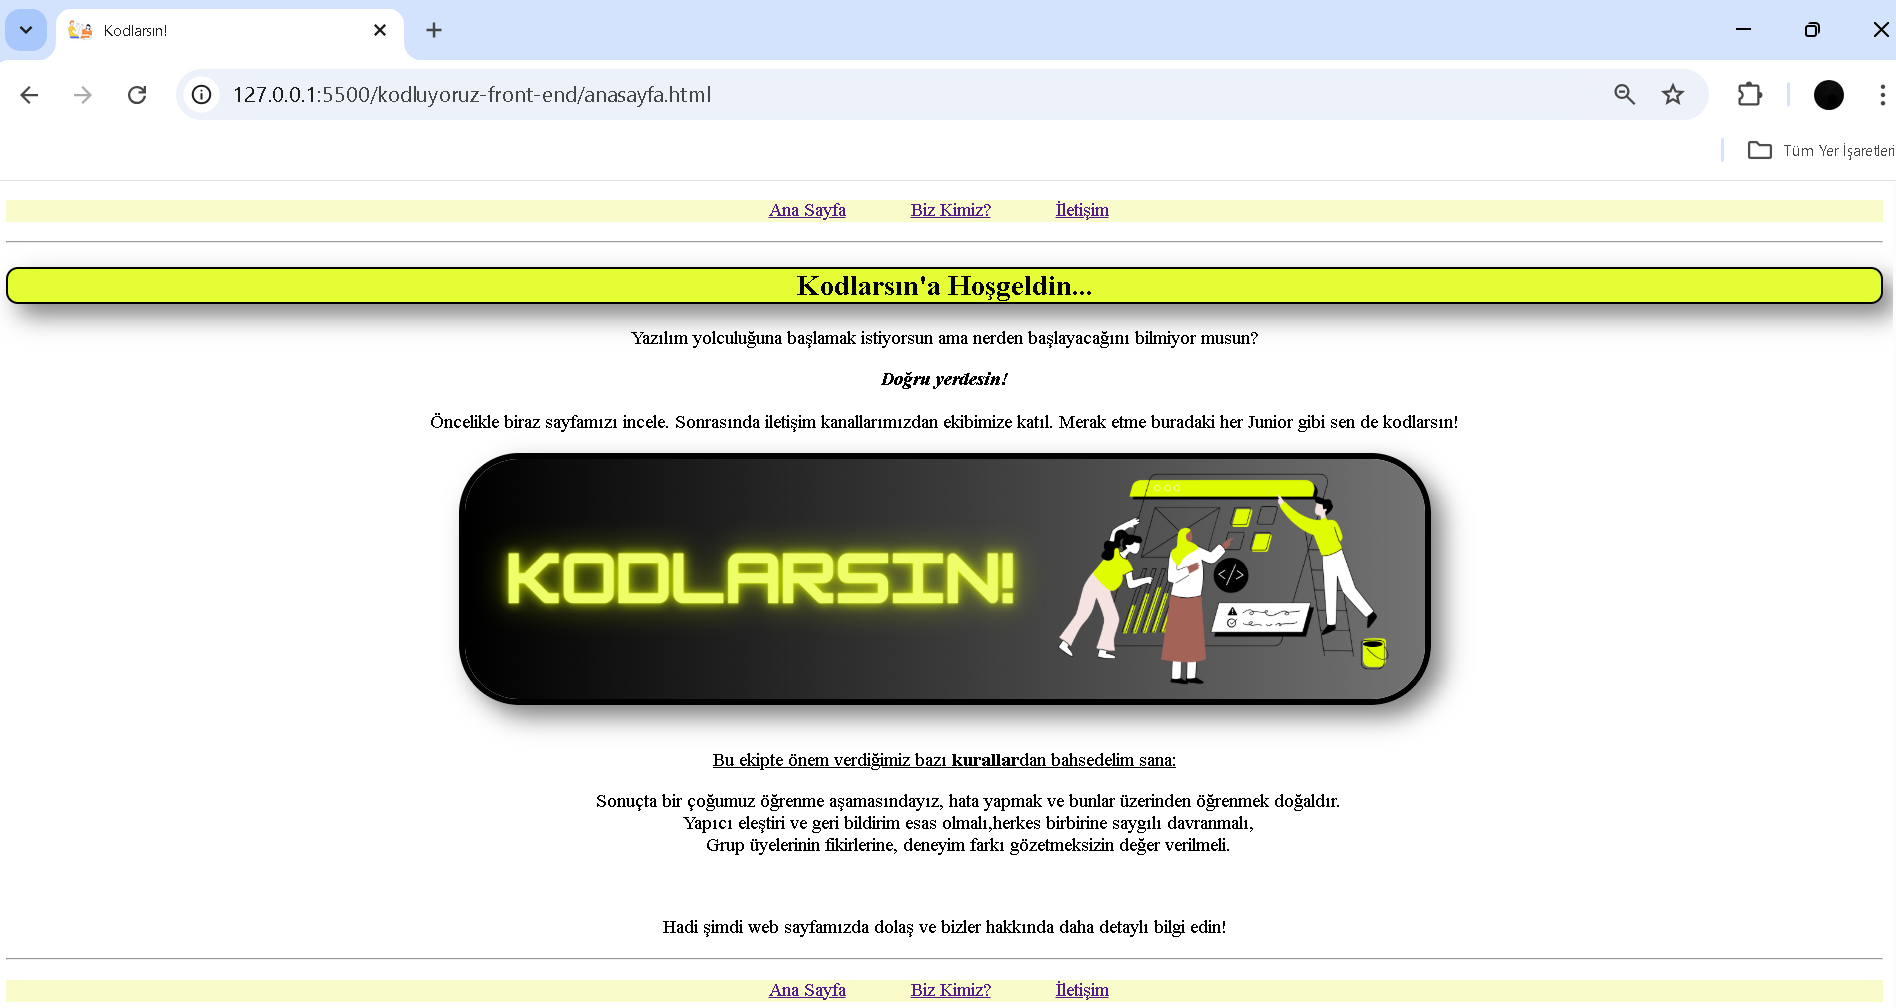 Kodlarsın!
127.0.0.1:5500/kodluyoruz-front-end/anasayfa.html
Tüm Yer İşaretleri
Ana Sayfa Biz Kimiz? İletişim
Kodlarsın'a Hoşgeldin...
Yazılım yolculuğuna başlamak istiyorsun ama nerden başlayacağını bilmiyor musun?
Doğru yerdesin!
Öncelikle biraz sayfamızı incele. Sonrasında iletişim kanallarımızdan ekibimize katıl. Merak etme buradaki her Junior gibi sen de kodlarsın!
KODLARSIN!
</>
Bu ekipte önem verdiğimiz bazı kurallardan bahsedelim sana:
Sonuçta bir çoğumuz öğrenme aşamasındayız, hata yapmak ve bunlar üzerinden öğrenmek doğaldır.
Yapıcı eleştiri ve geri bildirim esas olmalı,herkes birbirine saygılı davranmalı,
Grup üyelerinin fikirlerine, deneyim farkı gözetmeksizin değer verilmeli.
Hadi şimdi web sayfamızda dolaş ve bizler hakkında daha detaylı bilgi edin!
Ana Sayfa Biz Kimiz? İletişim